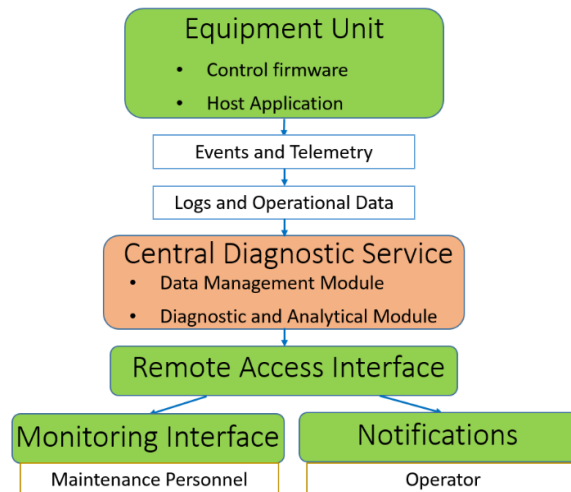 Equipment Unit
• Control firmware
• Host Application
Events and Telemetry
Logs and Operational Data
Central Diagnostic Service
• Data Management Module
• Diagnostic and Analytical Module
Remote Access Interface
Monitoring Interface
Maintenance Personnel
Notifications
Operator